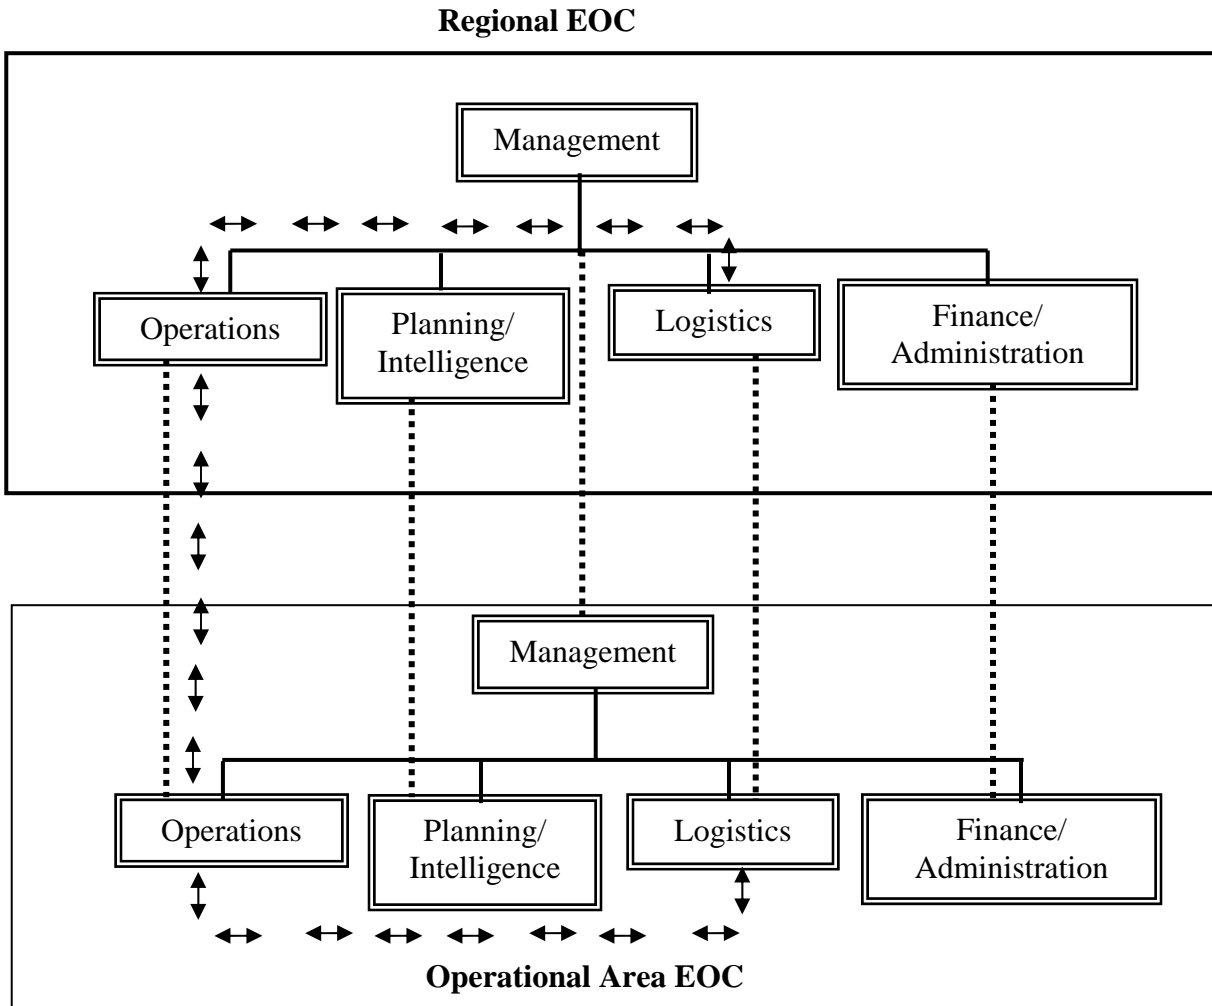 Regional EOC
Management
Operations
Planning/
Intelligence
Logistics
Finance/
Administration
Management
Operations
Planning/
Intelligence
Logistics
Finance/
Administration
Operational Area EOC